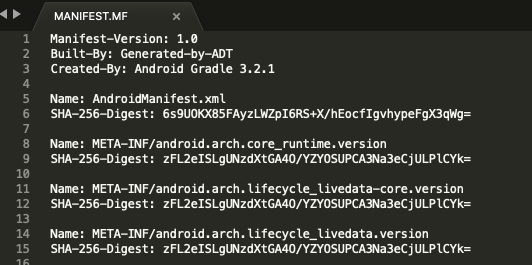 MANIFEST.MF
1 Manifest-Version: 1.0
2 Built-By: Generated-by-ADT
3 Created-By: Android Gradle 3.2.1
4
5 Name: AndroidManifest.xml
6 SHA-256-Digest: 6s9UOKX85FAyzLWZpI6RS+X/hEocfIgvhypeFgX3qWg=
7
8 Name: META-INF/android.arch.core_runtime.version
9 SHA-256-Digest: zFL2eISLgUNzdXtGA4O/YZYOSUPCA3Na3eCjULPlCYk=
10
11 Name: META-INF/android.arch.lifecycle_livedata-core.version
12 SHA-256-Digest: zFL2eISLgUNzdXtGA4O/YZYOSUPCA3Na3eCjULPlCYk=
13
14 Name: META-INF/android.arch.lifecycle_livedata.version
15 SHA-256-Digest: zFL2eISLgUNzdXtGA4O/YZYOSUPCA3Na3eCjULPlCYk=
16